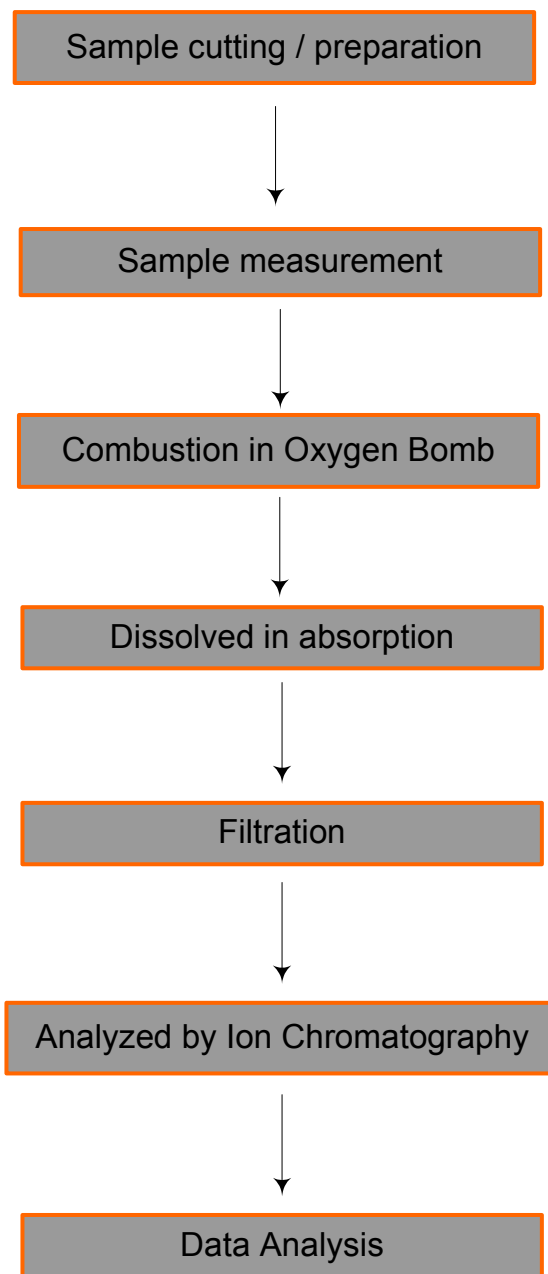 Sample cutting / preparation
Sample measurement
Combustion in Oxygen Bomb
Dissolved in absorption
Filtration
Analyzed by Ion Chromatography
Data Analysis